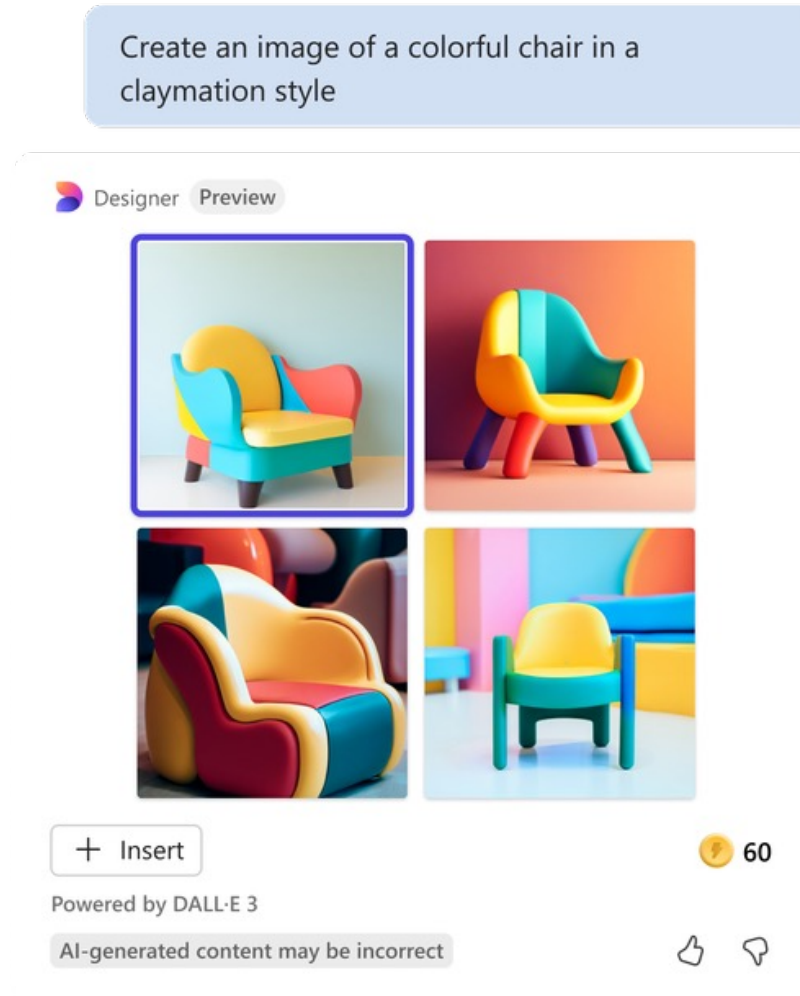 Create an image of a colorful chair in a
claymation style
Designer Preview
Insert
60
Powered by DALL·E 3
AI-generated content may be incorrect